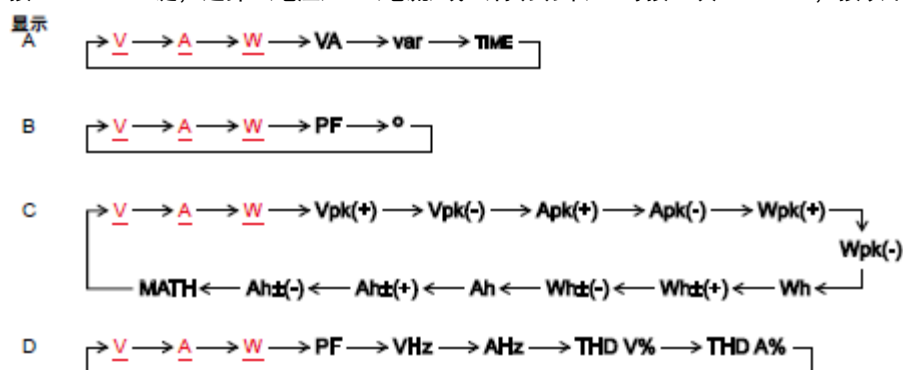 显示
A V A W VA var TIME
B V A W PF °
C V A W Vpk(+) Vpk(-) Apk(+) Apk(-) Wpk(+)
Wpk(-)
MATH Ah±(-) Ah±(+) Ah Wh±(-) Wh±(+) Wh
D V A W PF VHz AHz THD V% THD A%